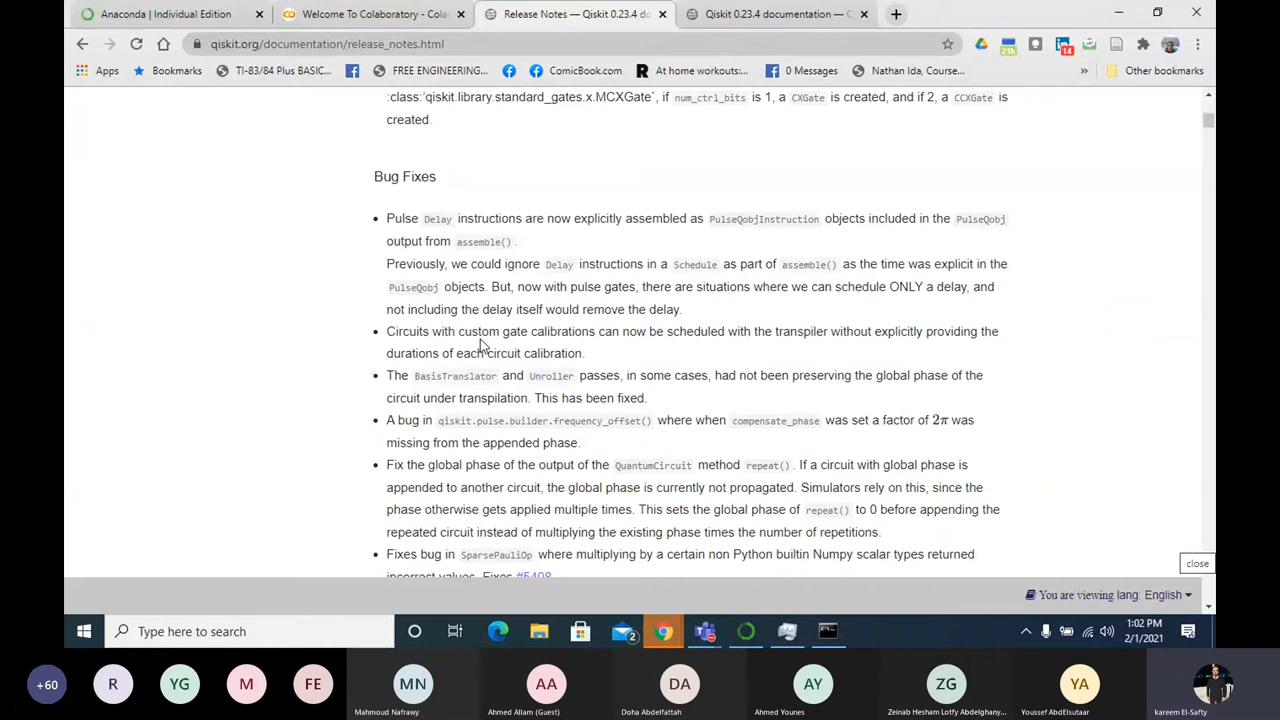 Anaconda | Individual Edition
Welcome To Colaboratory - Colab
Release Notes — Qiskit 0.23.4 do
Qiskit 0.23.4 documentation —
qiskit.org/documentation/release_notes.html
21h
14
Apps
Bookmarks
TI-83/84 Plus BASIC...
FREE ENGINEERING...
ComicBook.com
At home workouts:...
0 Messages
Nathan Ida, Course...
»
Other bookmarks
:class:'qiskit.library.standard_gates.x.MCXGate`, if num_ctrl_bits is 1, a CXGate is created, and if 2, a CCXGate is
created.
Bug Fixes
• Pulse Delay instructions are now explicitly assembled as PulseQobjInstruction objects included in the PulseQobj
output from assemble().
Previously, we could ignore Delay instructions in a Schedule as part of assemble() as the time was explicit in the
PulseQobj objects. But, now with pulse gates, there are situations where we can schedule ONLY a delay, and
not including the delay itself would remove the delay.
• Circuits with custom gate calibrations can now be scheduled with the transpiler without explicitly providing the
durations of each circuit calibration.
• The BasisTranslator and Unroller passes, in some cases, had not been preserving the global phase of the
circuit under transpilation. This has been fixed.
• A bug in qiskit.pulse.builder.frequency_offset() where when compensate_phase was set a factor of 2π was
missing from the appended phase.
• Fix the global phase of the output of the QuantumCircuit method repeat(). If a circuit with global phase is
appended to another circuit, the global phase is currently not propagated. Simulators rely on this, since the
phase otherwise gets applied multiple times. This sets the global phase of repeat() to 0 before appending the
repeated circuit instead of multiplying the existing phase times the number of repetitions.
• Fixes bug in SparsePauliOp where multiplying by a certain non Python builtin Numpy scalar types returned
incorrect values. Fixes #5408
close
You are viewing lang: English
Type here to search
2
1:02 PM
2/1/2021
+60
R
YG
M
FE
MN
Mahmoud Nafrawy
AA
Ahmed Allam (Guest)
DA
Doha Abdelfattah
AY
Ahmed Younes
ZG
Zeinab Hesham Lotfy Abdelghany...
YA
Youssef AbdElsutaar
kareem El-Safty